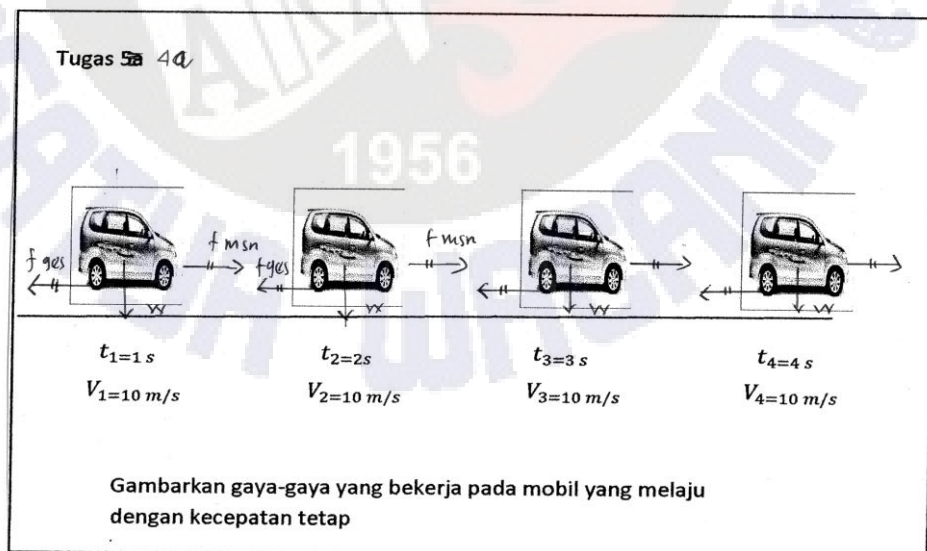 Tugas 5a 4a
1956
f ges f msn f ges f msn
W W W W
t₁=1 s t₂=2s t₃=3 s t₄=4 s
V₁=10 m/s V₂=10 m/s V₃=10 m/s V₄=10 m/s
Gambarkan gaya-gaya yang bekerja pada mobil yang melaju
dengan kecepatan tetap